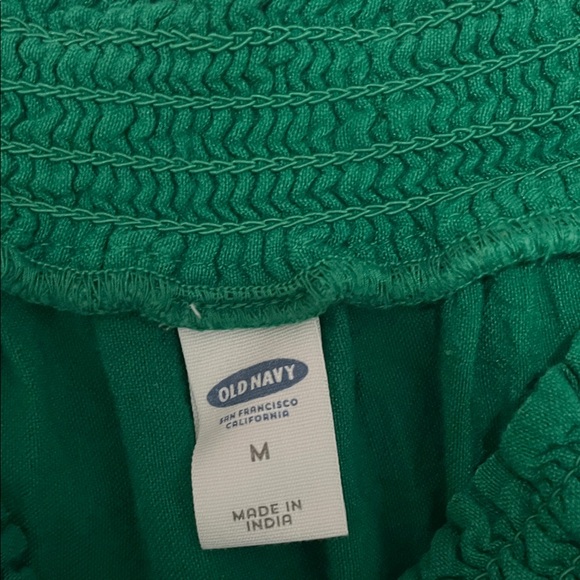 OLD NAVY
SAN FRANCISCO
CALIFORNIA
M
MADE IN
INDIA